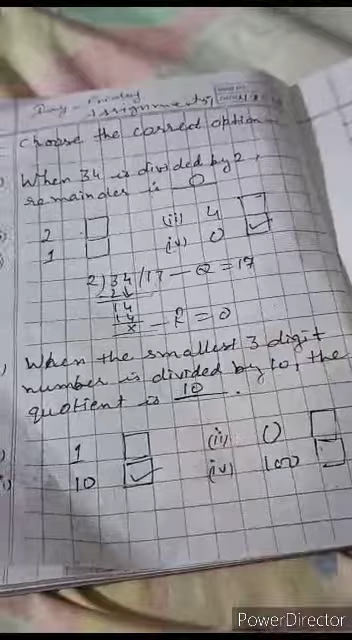 Day - Friday
Assignments
Choose the correct option -
When 34 is divided by 2,
remainder is 0
2 (iii) 4
1 (iv) 0 ✓
2)34/17 — Q = 17
2↓
14
14
x — R = 0
When the smallest 3 digit
number is divided by 10, the
quotient is 10 .
1 (iii) 0
10 ✓ (iv) 100
PowerDirector